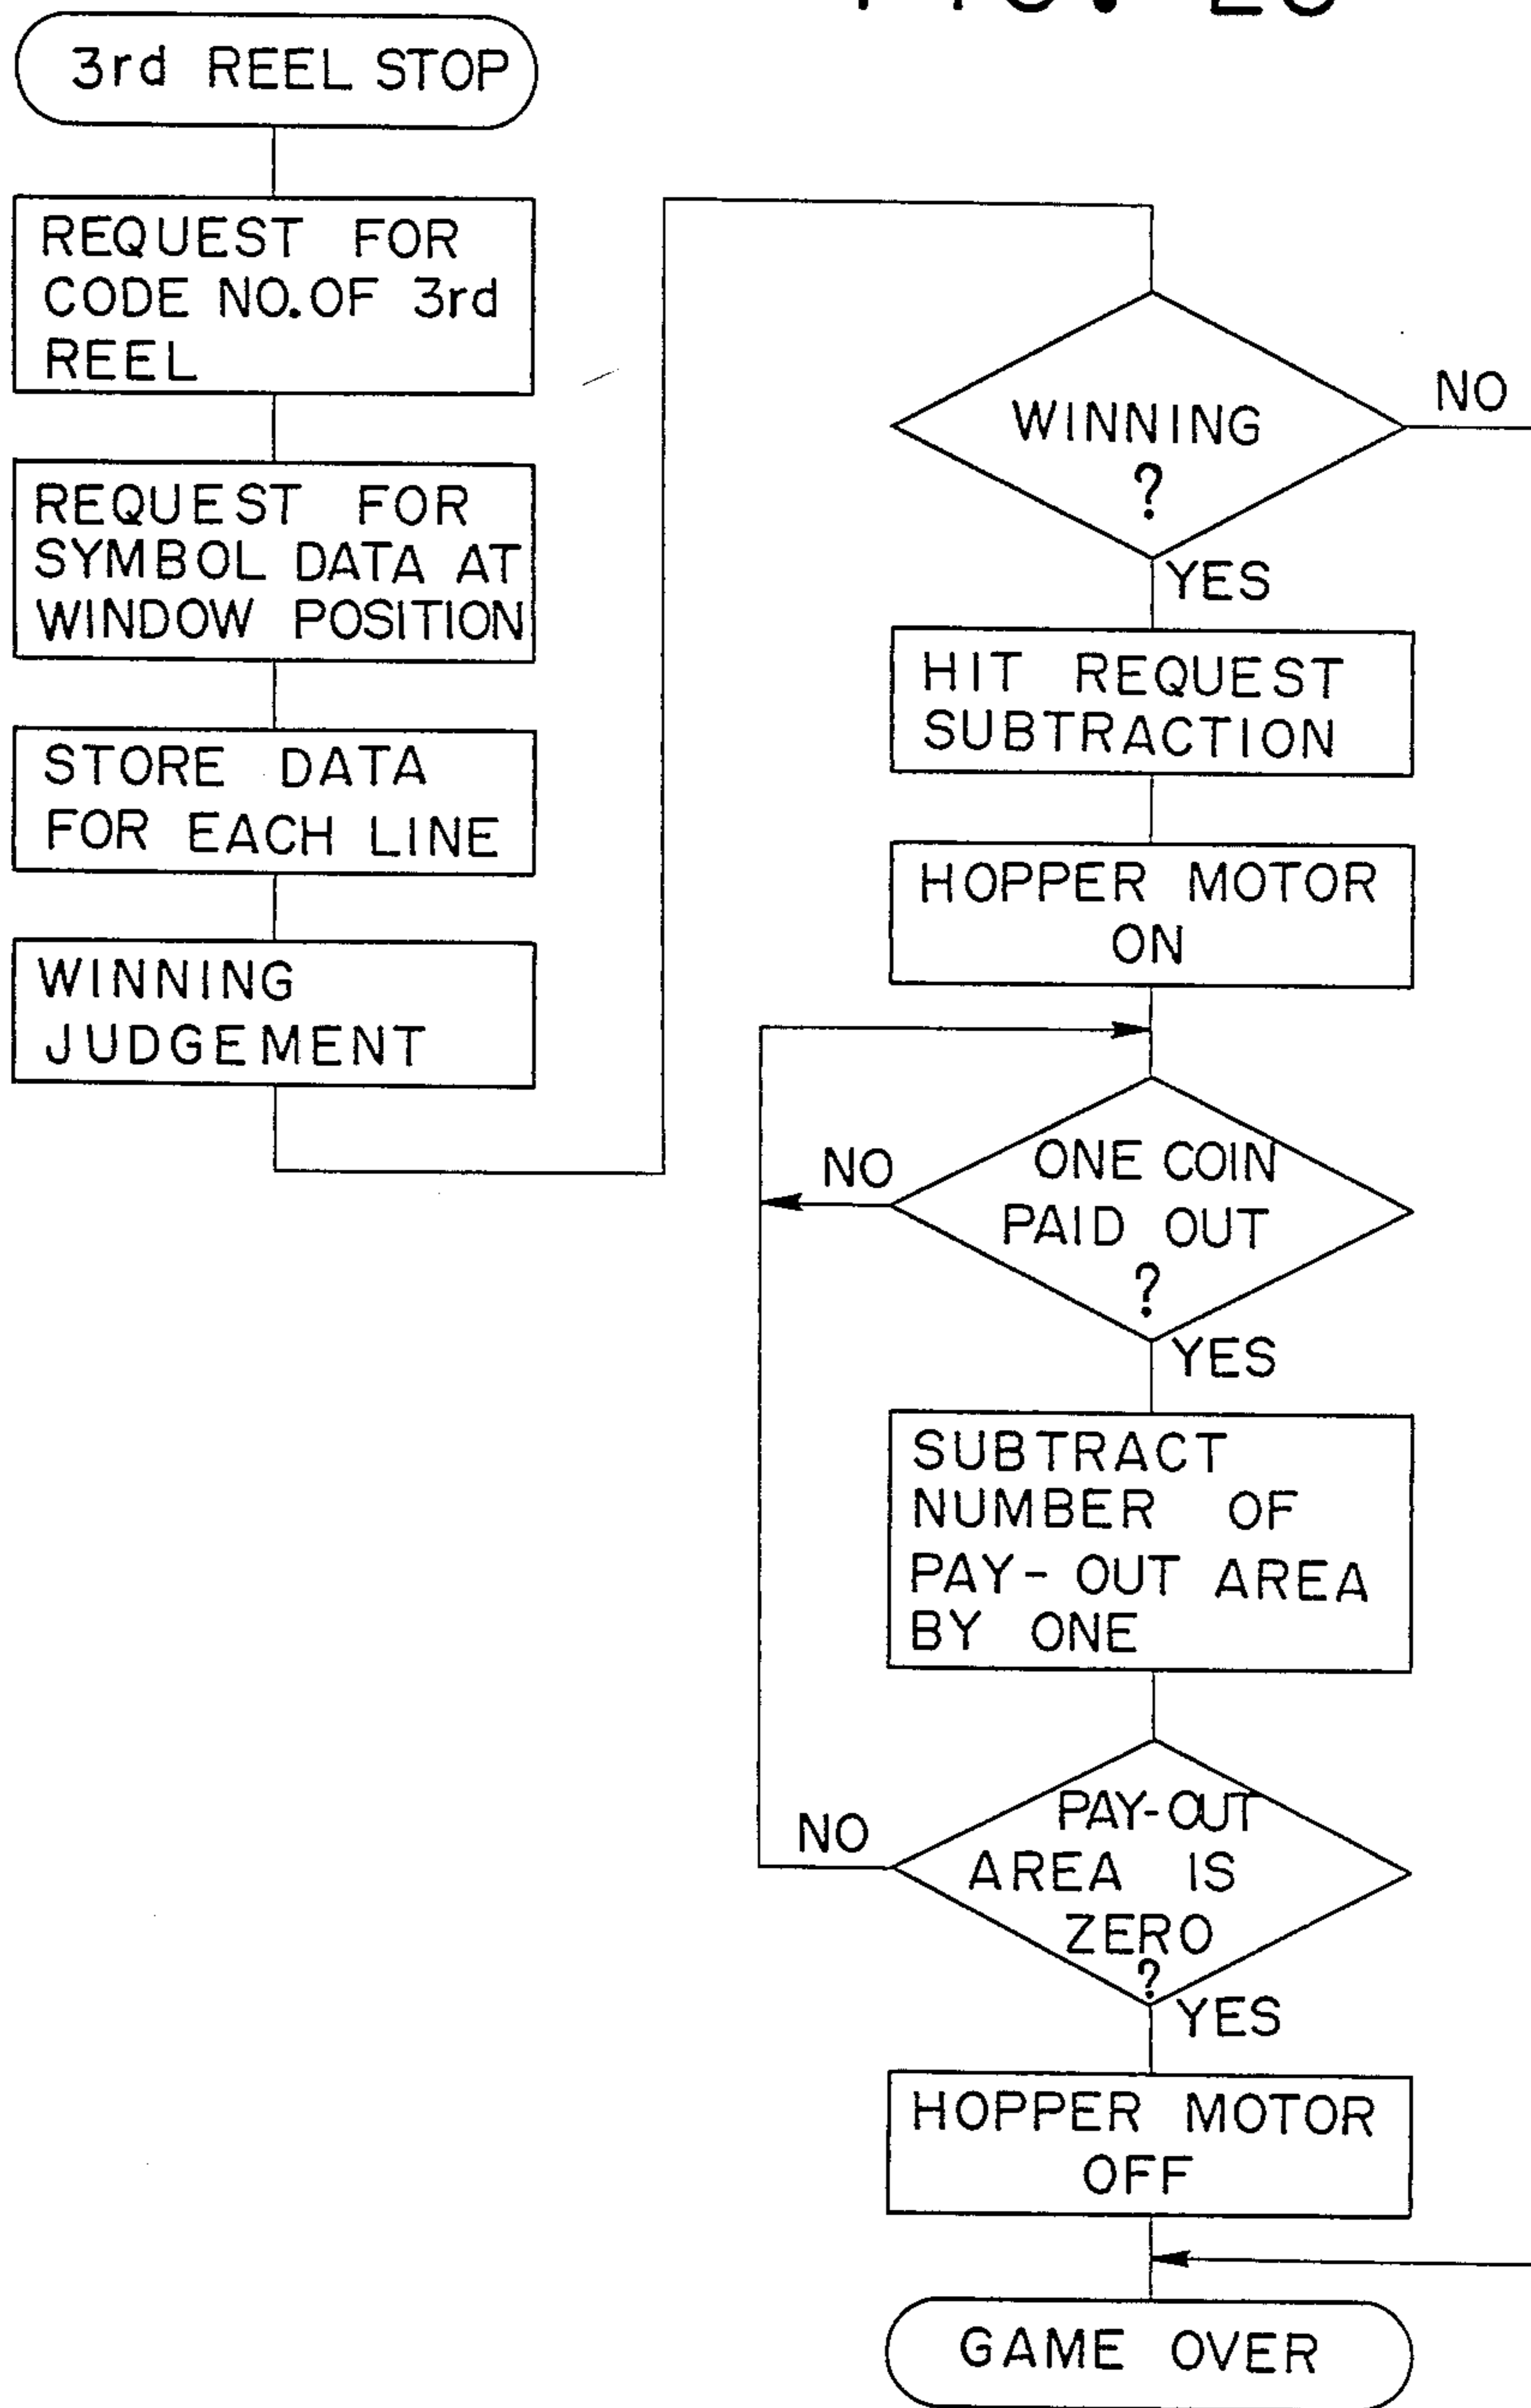 3rd REEL STOP
REQUEST FOR
CODE NO. OF 3rd
REEL
REQUEST FOR
SYMBOL DATA AT
WINDOW POSITION
STORE DATA
FOR EACH LINE
WINNING
JUDGEMENT
WINNING
?
NO
YES
HIT REQUEST
SUBTRACTION
HOPPER MOTOR
ON
ONE COIN
PAID OUT
?
NO
YES
SUBTRACT
NUMBER OF
PAY-OUT AREA
BY ONE
PAY-OUT
AREA IS
ZERO
?
NO
YES
HOPPER MOTOR
OFF
GAME OVER